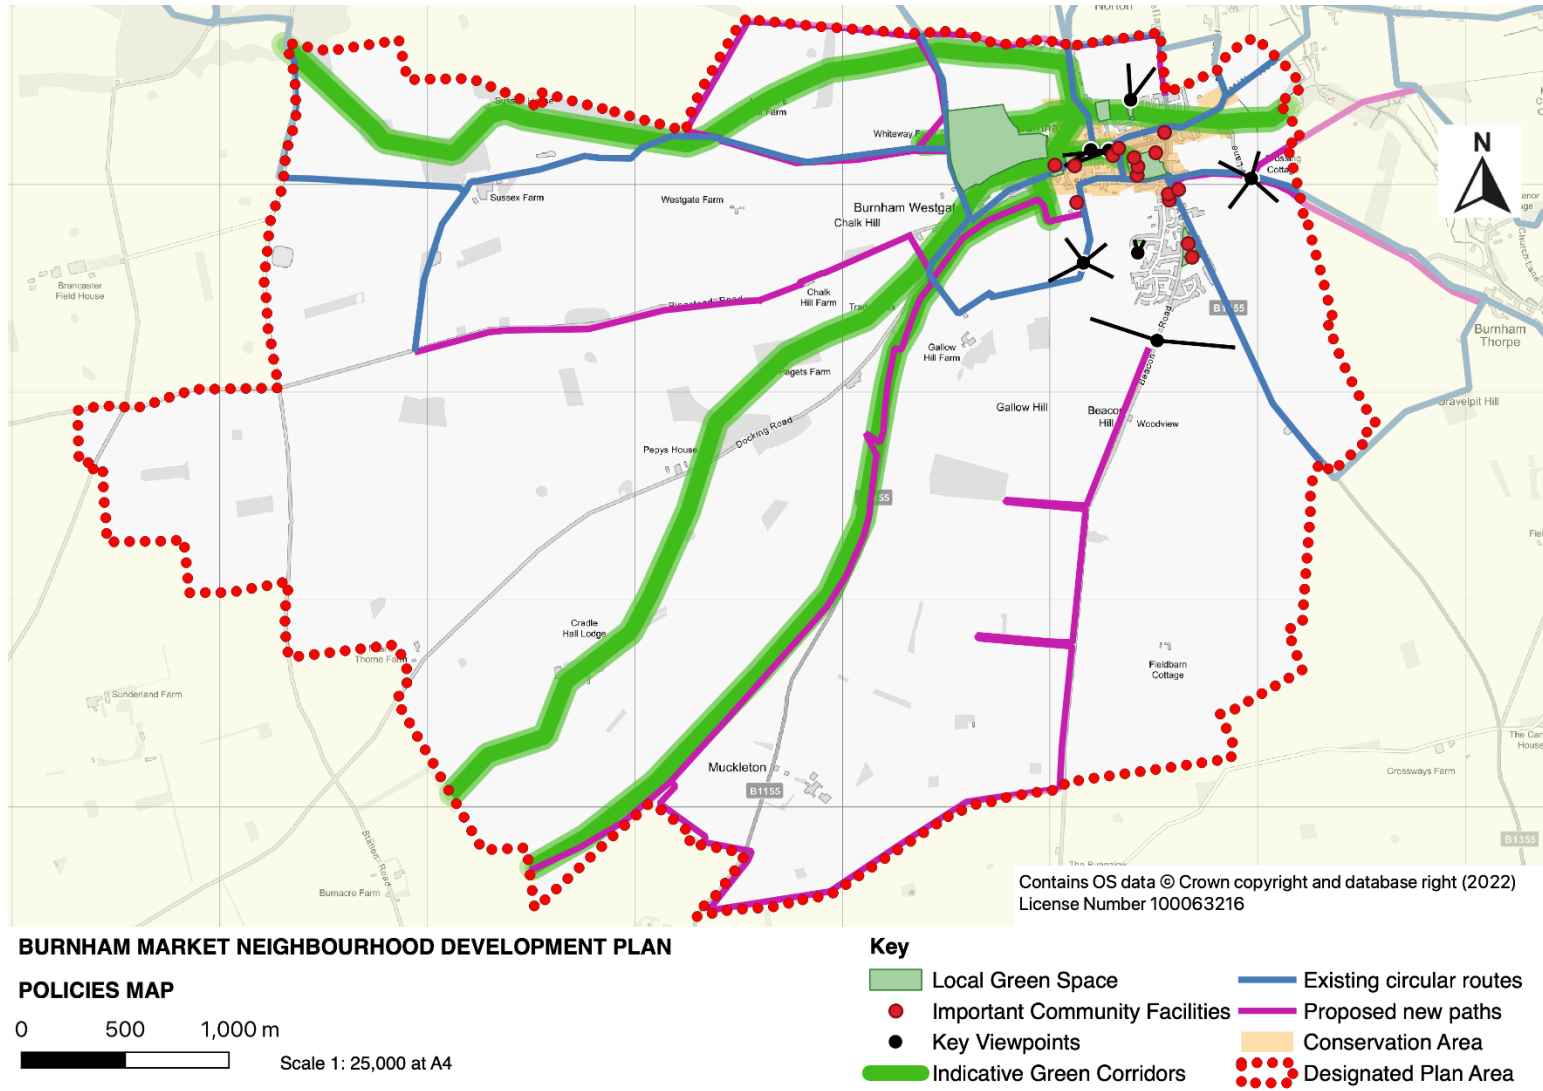 Norton
N
Whiteway F
Sussex Farm
Westgate Farm
Burnham Westgat
Chalk Hill
Brancaster
Field House
Ringstead Road
Chalk
Hill Farm
B1155
Road
Burnham
Thorpe
Gallow
Hill Farm
Pagets Farm
Beacon
Gravelpit Hill
Gallow Hill
Beacon
Hill
Woodview
Docking Road
Pepys House
Cradle
Hall Lodge
Thorne Farm
Fieldbarn
Cottage
Sunderland Farm
Muckleton
B1155
Crossways Farm
Station Road
Burnacre Farm
B1355
The Bungalow
Church Lane
Lane
Contains OS data © Crown copyright and database right (2022)
License Number 100063216
BURNHAM MARKET NEIGHBOURHOOD DEVELOPMENT PLAN
POLICIES MAP
0 500 1,000 m
Scale 1: 25,000 at A4
Key
Local Green Space
Important Community Facilities
Key Viewpoints
Indicative Green Corridors
Existing circular routes
Proposed new paths
Conservation Area
Designated Plan Area